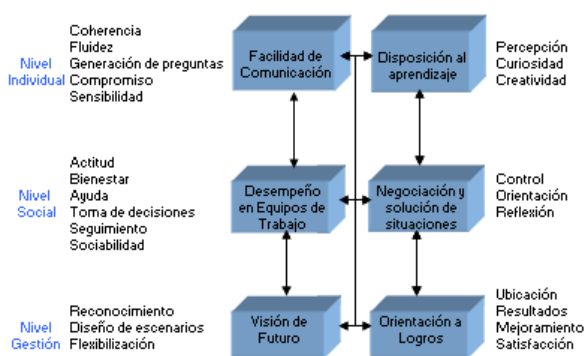 Nivel
Individual
Coherencia
Fluidez
Generación de preguntas
Compromiso
Sensibilidad
Facilidad de
Comunicación
Disposición al
aprendizaje
Percepción
Curiosidad
Creatividad
Nivel
Social
Actitud
Bienestar
Ayuda
Toma de decisiones
Seguimiento
Sociabilidad
Desempeño
en Equipos de
Trabajo
Negociación y
solución de
situaciones
Control
Orientación
Reflexión
Nivel
Gestión
Reconocimiento
Diseño de escenarios
Flexibilización
Visión de
Futuro
Orientación a
Logros
Ubicación
Resultados
Mejoramiento
Satisfacción